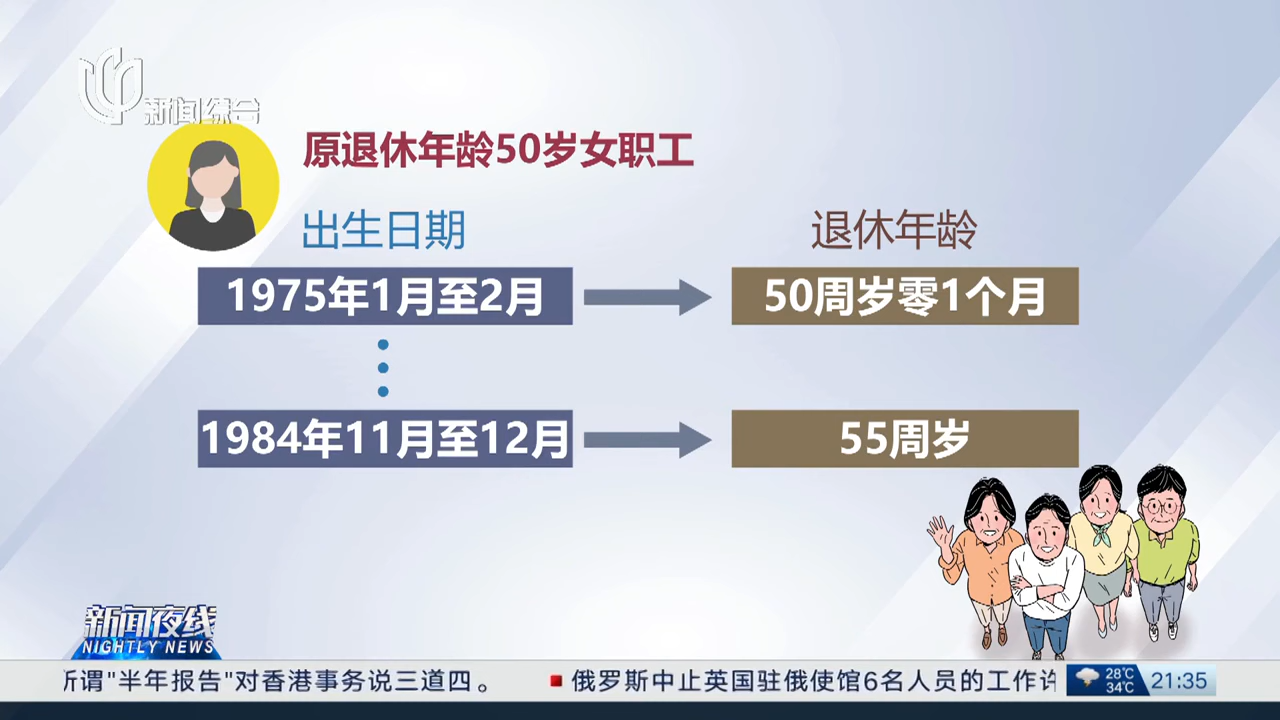 新闻综合
原退休年龄50岁女职工
出生日期
退休年龄
1975年1月至2月
50周岁零1个月
1984年11月至12月
55周岁
新闻夜线
NIGHTLY NEWS
所谓"半年报告"对香港事务说三道四。
俄罗斯中止英国驻俄使馆6名人员的工作许
28℃
34℃
21:35